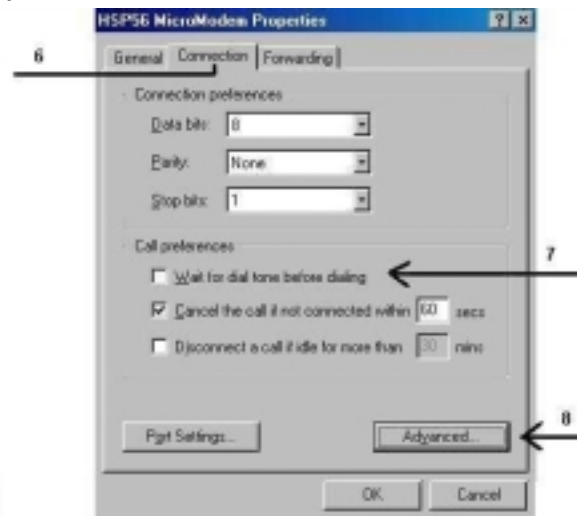 HSP56 MicroModem Properties ? x
6
General Connection Forwarding
Connection preferences
Data bits: 8
Parity: None
Stop bits: 1
Call preferences
7
Wait for dial tone before dialing
Cancel the call if not connected within 60 secs
Disconnect a call if idle for more than 30 mins
8
Port Settings... Advanced...
OK Cancel